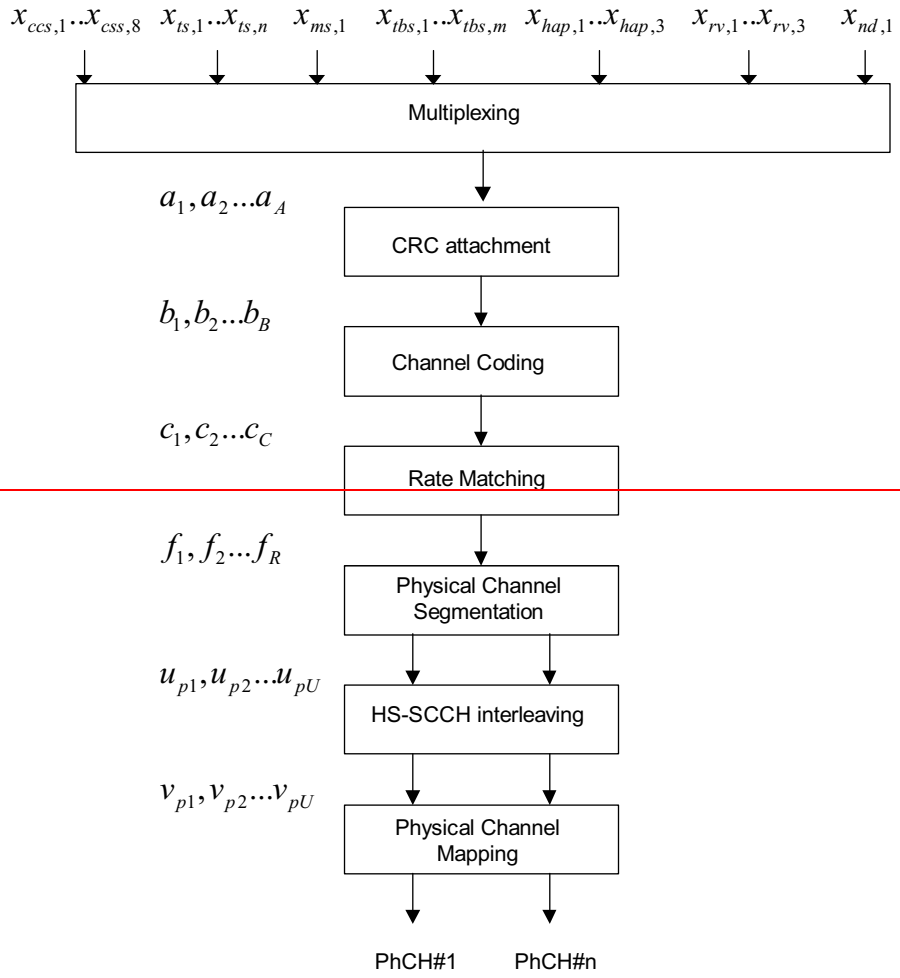 x_{ccs,1}..x_{css,8} x_{ts,1}..x_{ts,n} x_{ms,1} x_{tbs,1}..x_{tbs,m} x_{hap,1}..x_{hap,3} x_{rv,1}..x_{rv,3} x_{nd,1}
Multiplexing
a_1, a_2...a_A
CRC attachment
b_1, b_2...b_B
Channel Coding
c_1, c_2...c_C
Rate Matching
f_1, f_2...f_R
Physical Channel
Segmentation
u_{p1}, u_{p2}...u_{pU}
HS-SCCH interleaving
v_{p1}, v_{p2}...v_{pU}
Physical Channel
Mapping
PhCH#1 PhCH#n